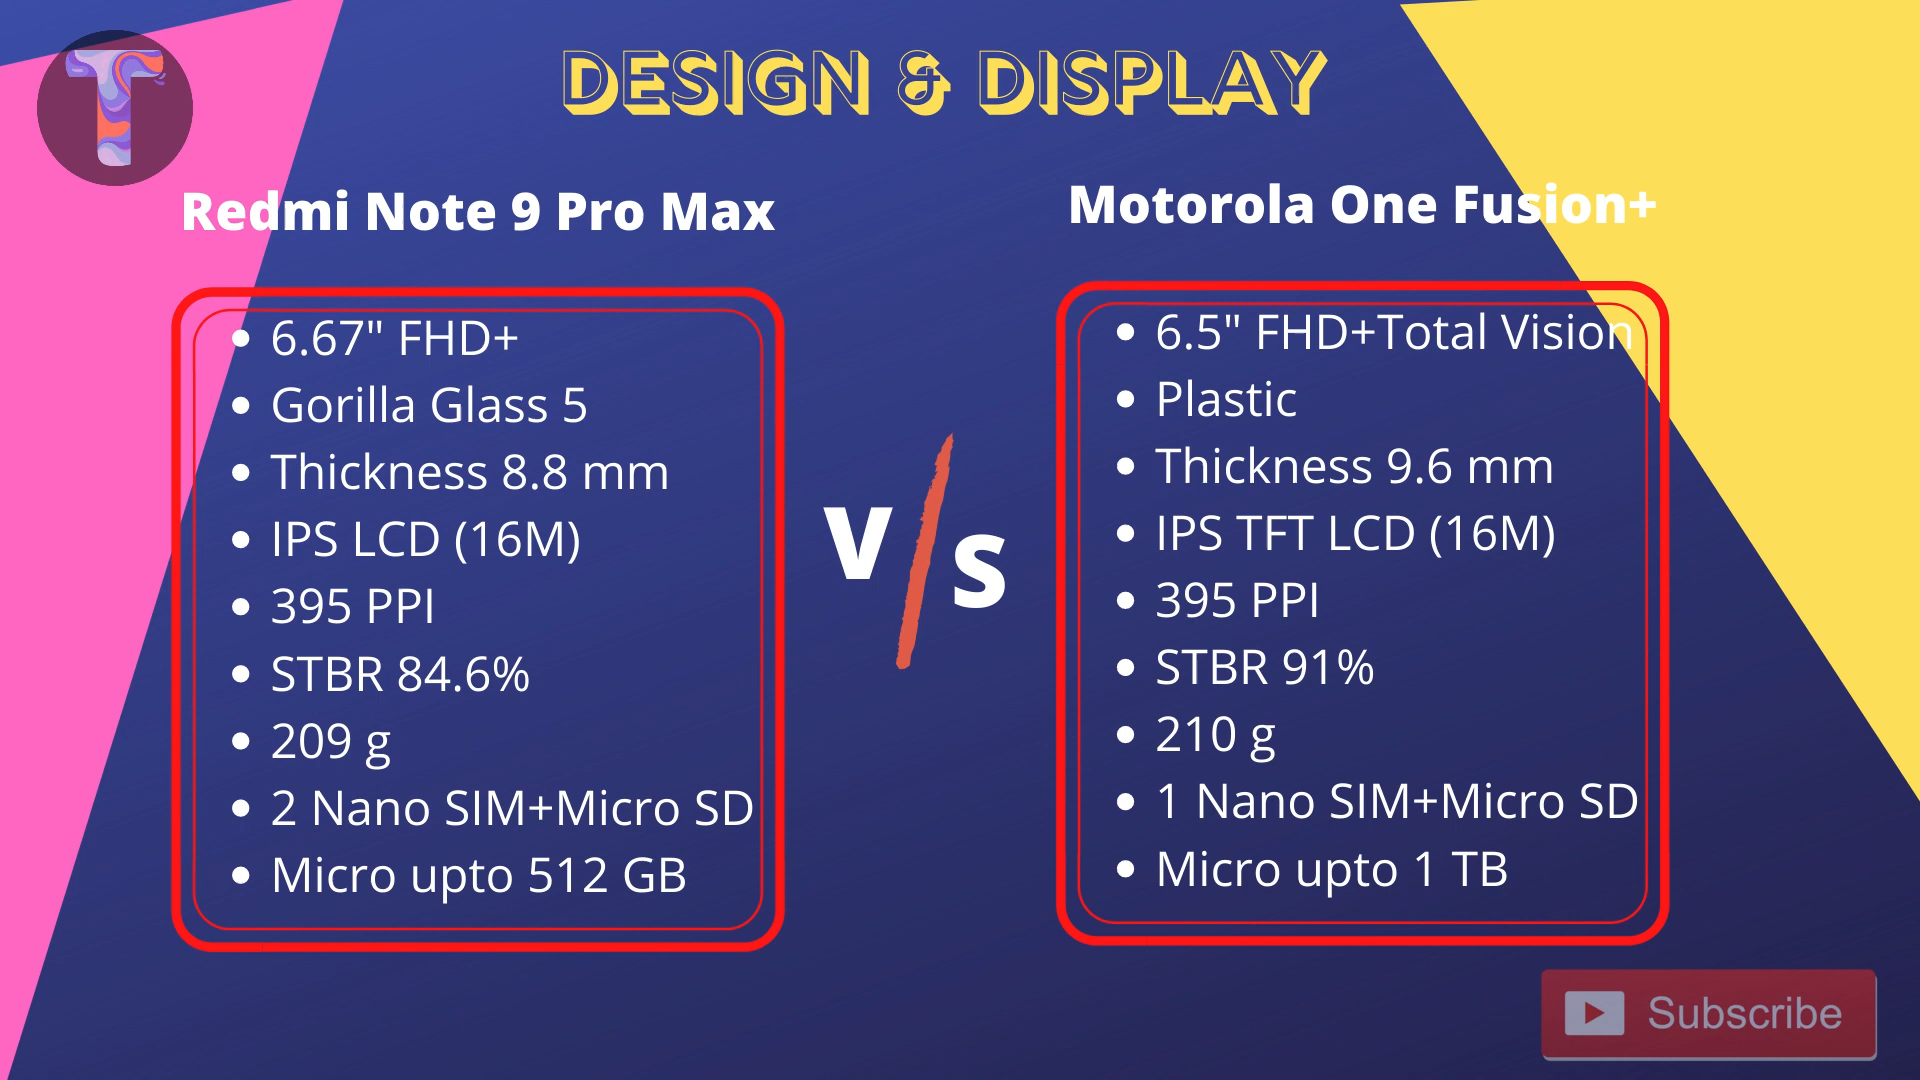 T
DESIGN & DISPLAY
Redmi Note 9 Pro Max
6.67" FHD+
Gorilla Glass 5
Thickness 8.8 mm
IPS LCD (16M)
395 PPI
STBR 84.6%
209 g
2 Nano SIM+Micro SD
Micro upto 512 GB
V/S
Motorola One Fusion+
6.5" FHD+Total Vision
Plastic
Thickness 9.6 mm
IPS TFT LCD (16M)
395 PPI
STBR 91%
210 g
1 Nano SIM+Micro SD
Micro upto 1 TB
Subscribe